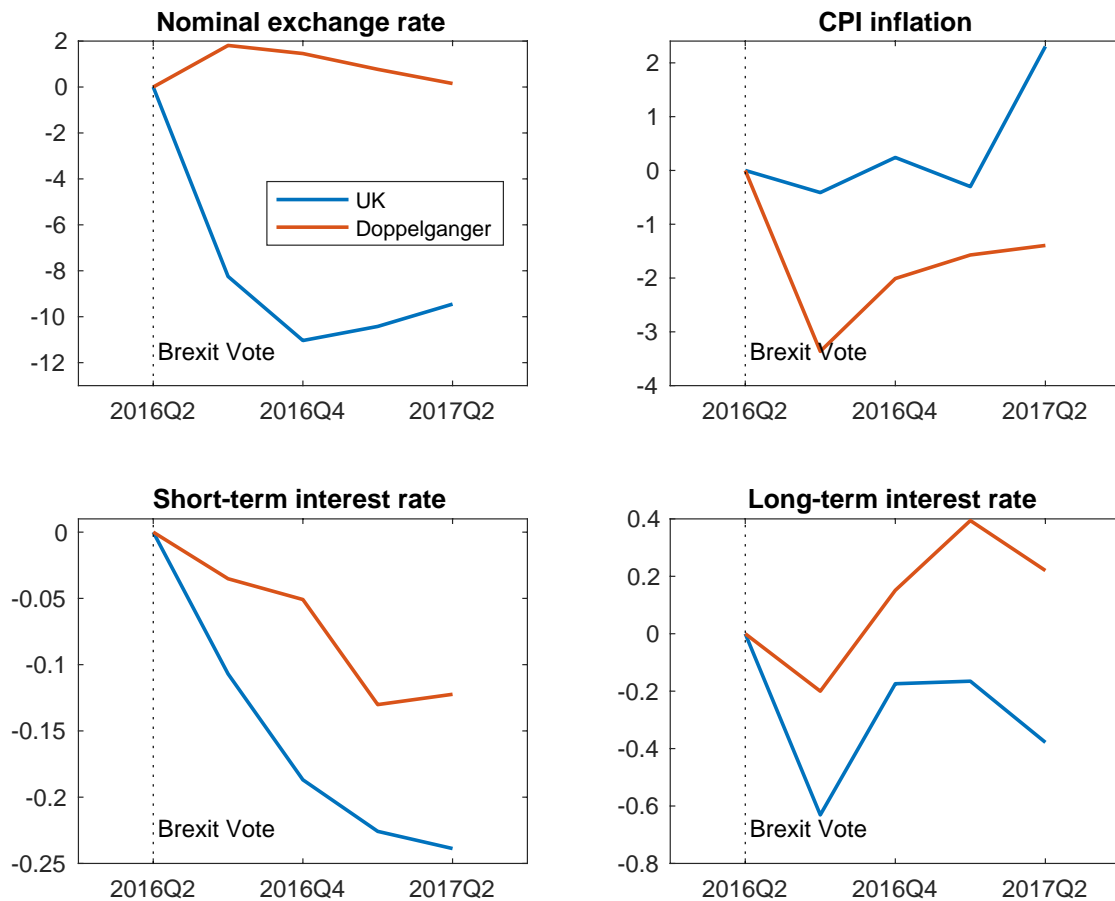 Nominal exchange rate
2
0
-2
-4
-6
-8
-10
-12
UK
Doppelganger
Brexit Vote
2016Q2 2016Q4 2017Q2
CPI inflation
2
1
0
-1
-2
-3
-4
Brexit Vote
2016Q2 2016Q4 2017Q2
Short-term interest rate
0
-0.05
-0.1
-0.15
-0.2
-0.25
Brexit Vote
2016Q2 2016Q4 2017Q2
Long-term interest rate
0.4
0.2
0
-0.2
-0.4
-0.6
-0.8
Brexit Vote
2016Q2 2016Q4 2017Q2